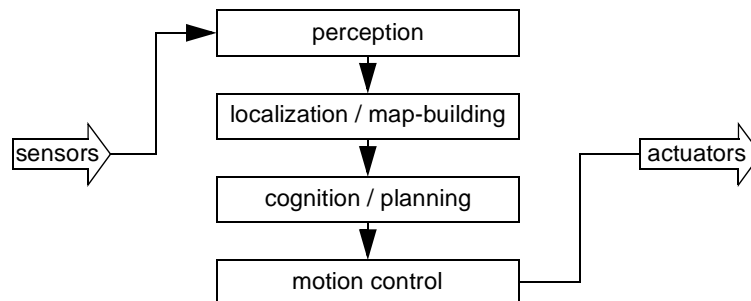 perception
localization / map-building
sensors
actuators
cognition / planning
motion control